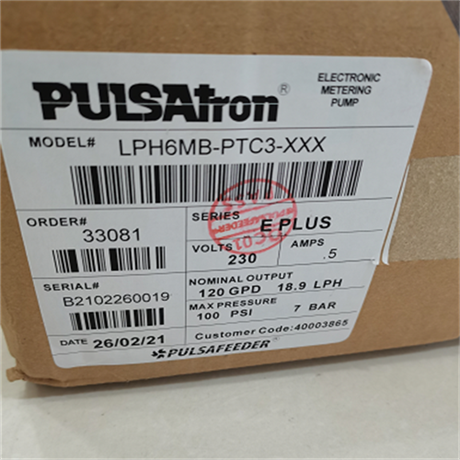 PULSAtron®
ELECTRONIC
METERING
PUMP
MODEL# LPH6MB-PTC3-XXX
ORDER#
33081
SERIES
E PLUS
VOLTS 230 AMPS .5
SERIAL#
B2102260019
NOMINAL OUTPUT
120 GPD 18.9 LPH
MAX PRESSURE
100 PSI 7 BAR
DATE 26/02/21
Customer Code:40003865
PULSAFEEDER®